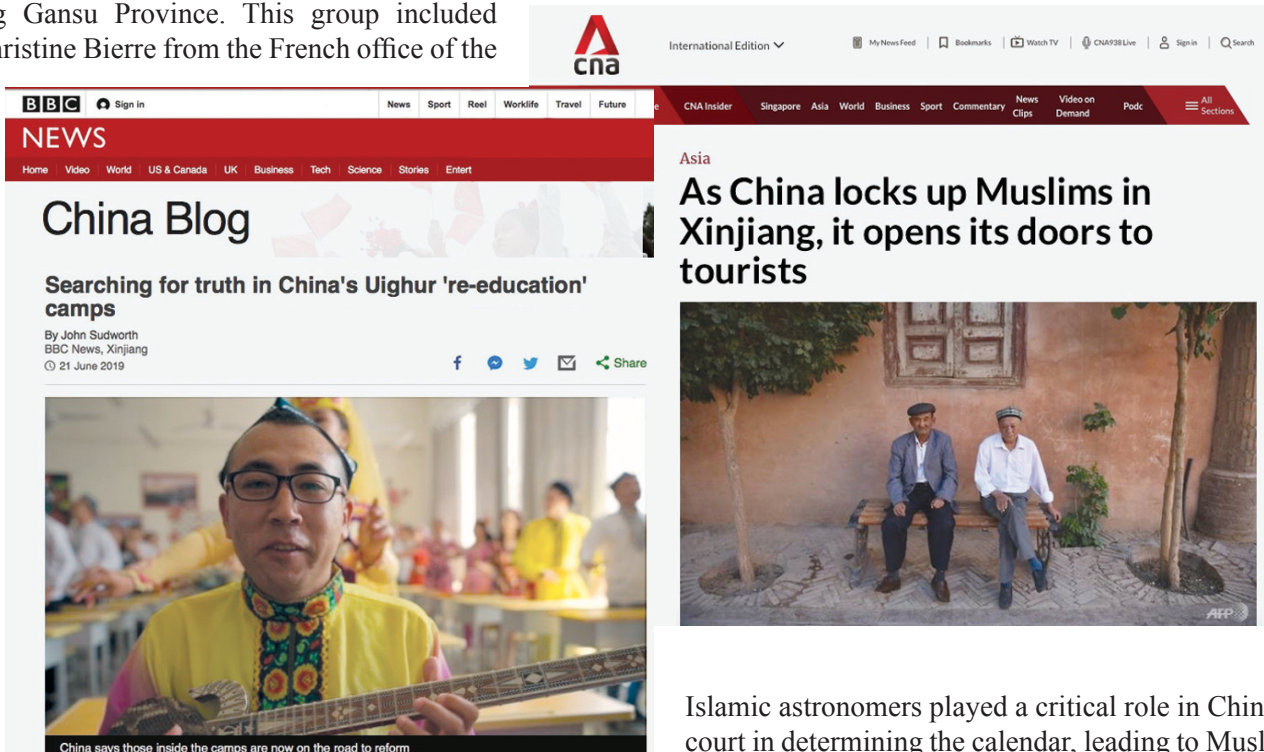 Gansu Province. This group included
Christine Bierre from the French office of the
BBC Sign in News Sport Reel Worklife Travel Future
NEWS
Home Video World US & Canada UK Business Tech Science Stories Entert
China Blog
Searching for truth in China's Uighur 're-education'
camps
By John Sudworth
BBC News, Xinjiang
21 June 2019
Share
China says those inside the camps are now on the road to reform
cna
International Edition My News Feed Bookmarks Watch TV CNA938 Live Sign in Search
e CNA Insider Singapore Asia World Business Sport Commentary News Clips Video on Demand Podc All Sections
Asia
As China locks up Muslims in
Xinjiang, it opens its doors to
tourists
AFP
Islamic astronomers played a critical role in Chin
court in determining the calendar, leading to Musl